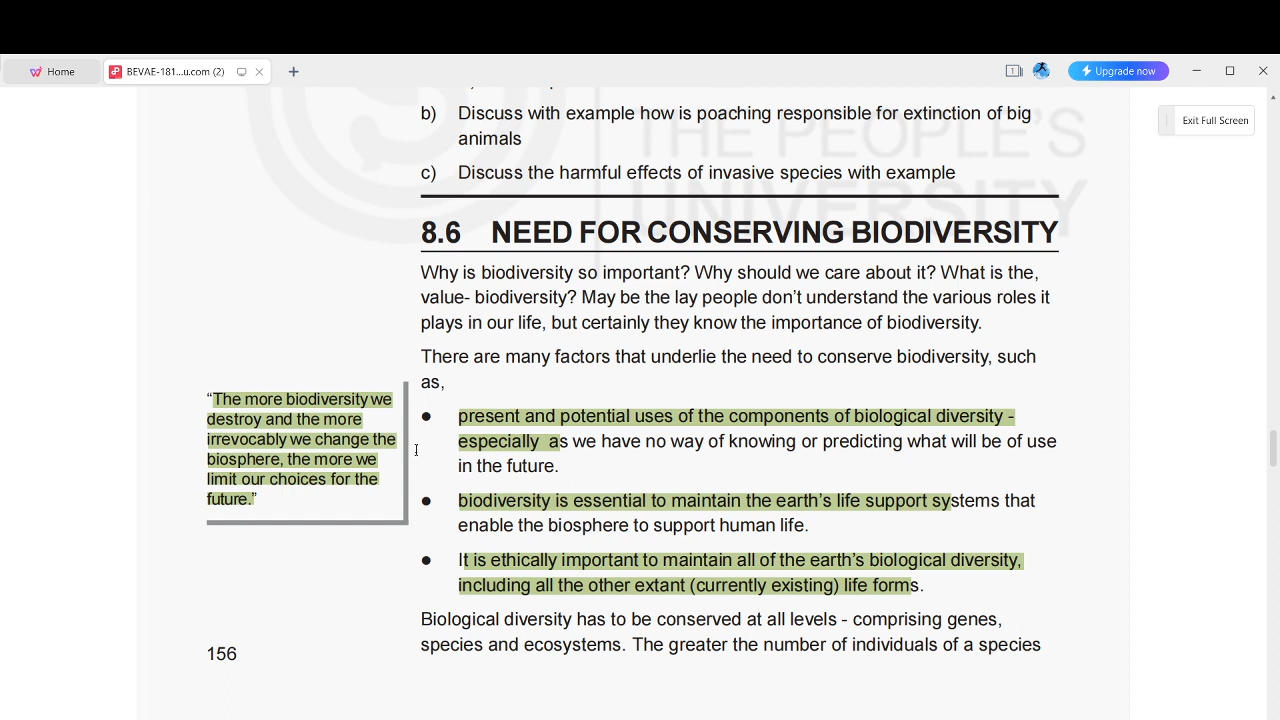 Home
BEVAE-181...u.com (2)
Upgrade now
Exit Full Screen
THE PEOPLE'S
UNIVERSITY
b) Discuss with example how is poaching responsible for extinction of big
animals
c) Discuss the harmful effects of invasive species with example
8.6 NEED FOR CONSERVING BIODIVERSITY
Why is biodiversity so important? Why should we care about it? What is the,
value- biodiversity? May be the lay people don't understand the various roles it
plays in our life, but certainly they know the importance of biodiversity.
There are many factors that underlie the need to conserve biodiversity, such
as,
"The more biodiversity we
destroy and the more
irrevocably we change the
biosphere, the more we
limit our choices for the
future."
● present and potential uses of the components of biological diversity -
especially as we have no way of knowing or predicting what will be of use
in the future.
● biodiversity is essential to maintain the earth's life support systems that
enable the biosphere to support human life.
● It is ethically important to maintain all of the earth's biological diversity,
including all the other extant (currently existing) life forms.
Biological diversity has to be conserved at all levels - comprising genes,
species and ecosystems. The greater the number of individuals of a species
156